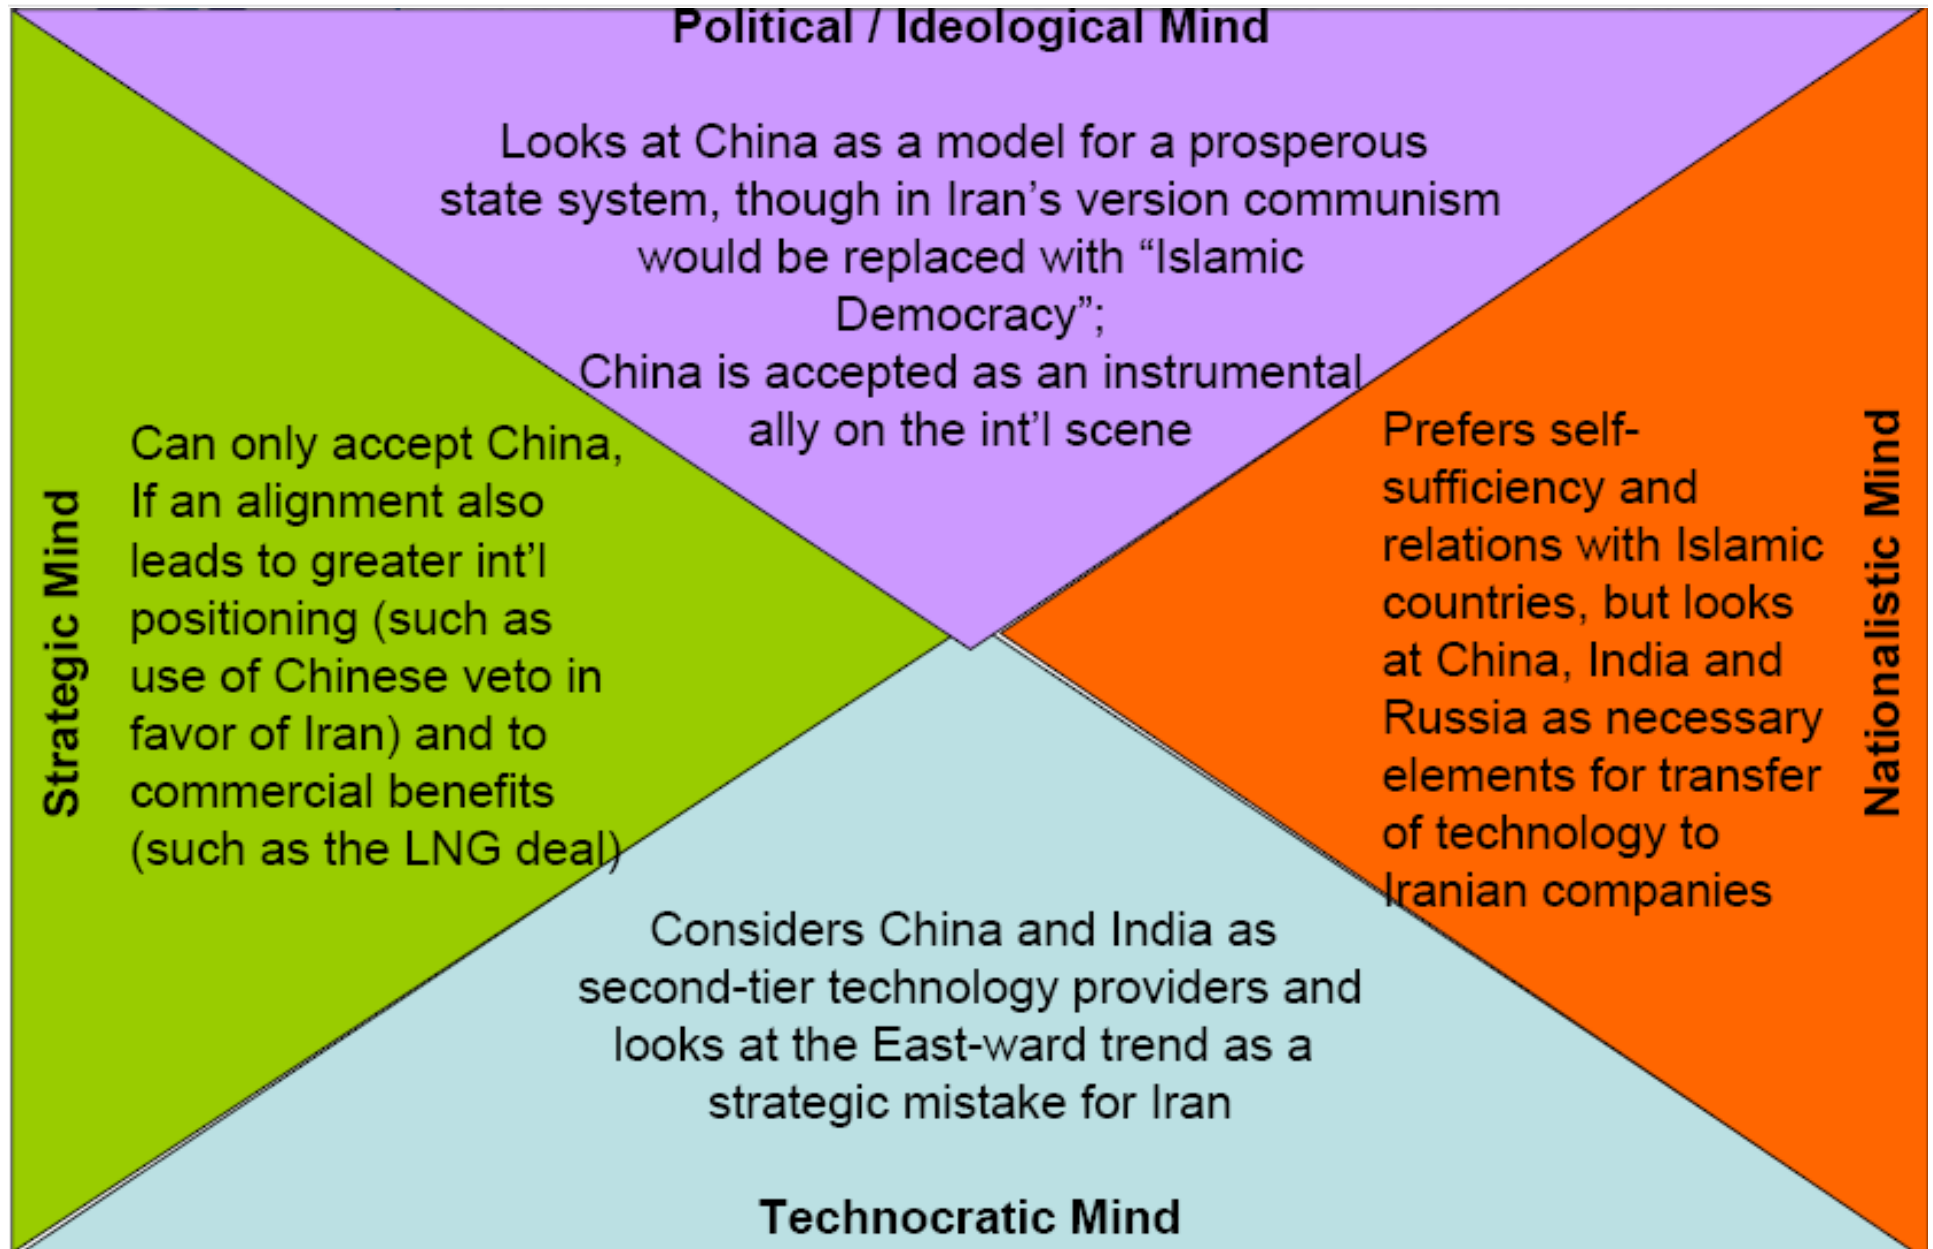 Political / Ideological Mind
Looks at China as a model for a prosperous
state system, though in Iran’s version communism
would be replaced with “Islamic
Democracy”;
China is accepted as an instrumental
ally on the int’l scene
Strategic Mind
Can only accept China,
If an alignment also
leads to greater int’l
positioning (such as
use of Chinese veto in
favor of Iran) and to
commercial benefits
(such as the LNG deal)
Prefers self-
sufficiency and
relations with Islamic
countries, but looks
at China, India and
Russia as necessary
elements for transfer
of technology to
Iranian companies
Nationalistic Mind
Considers China and India as
second-tier technology providers and
looks at the East-ward trend as a
strategic mistake for Iran
Technocratic Mind